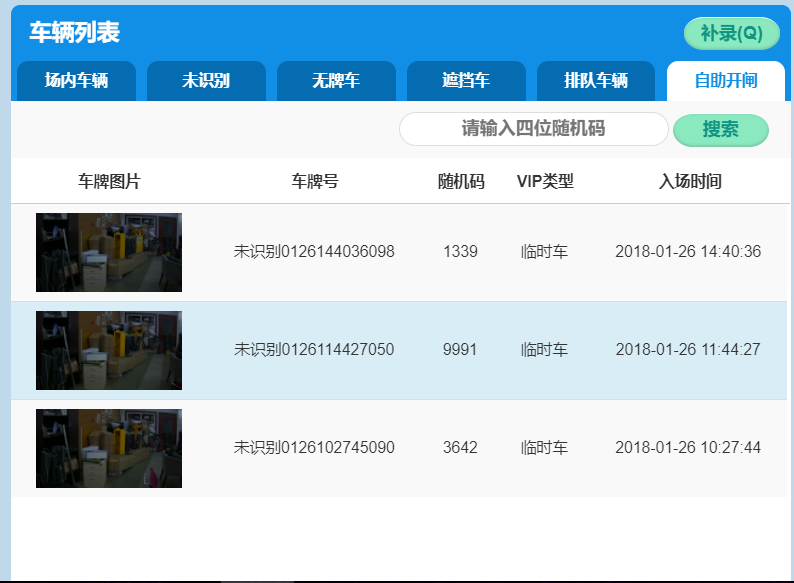 车辆列表
补录(Q)
场内车辆 未识别 无牌车 遮挡车 排队车辆 自助开闸
请输入四位随机码 搜索
车牌图片 车牌号 随机码 VIP类型 入场时间
未识别0126144036098 1339 临时车 2018-01-26 14:40:36
未识别0126114427050 9991 临时车 2018-01-26 11:44:27
未识别0126102745090 3642 临时车 2018-01-26 10:27:44